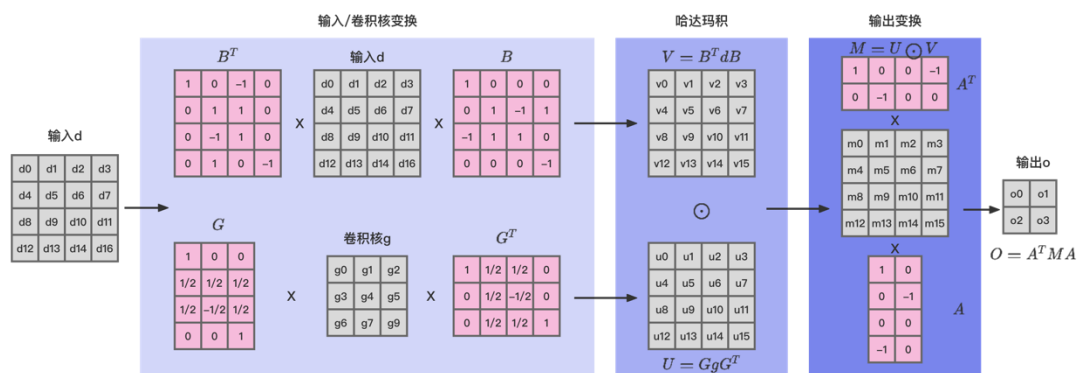 输入/卷积核变换
哈达玛积
输出变换
B^T
输入d
B
V = B^T dB
M = U ⊙ V
1 0 -1 0
0 1 1 0
0 -1 1 0
0 1 0 -1
X
d0 d1 d2 d3
d4 d5 d6 d7
d8 d9 d10 d11
d12 d13 d14 d16
X
1 0 0 0
0 1 -1 1
-1 1 1 0
0 0 0 -1
v0 v1 v2 v3
v4 v5 v6 v7
v8 v9 v10 v11
v12 v13 v14 v15
1 0 0 -1
0 -1 0 0
A^T
X
输入d
d0 d1 d2 d3
d4 d5 d6 d7
d8 d9 d10 d11
d12 d13 d14 d16
⊙
m0 m1 m2 m3
m4 m5 m6 m7
m8 m9 m10 m11
m12 m13 m14 m15
X
输出o
o0 o1
o2 o3
O = A^T MA
G
卷积核g
G^T
1 0 0
1/2 1/2 1/2
1/2 -1/2 1/2
0 0 1
X
g0 g1 g2
g3 g4 g5
g6 g7 g9
X
1 1/2 1/2 0
0 1/2 -1/2 0
0 1/2 1/2 1
u0 u1 u2 u3
u4 u5 u6 u7
u8 u9 u10 u11
u12 u13 u14 u15
U = GgG^T
1 0
0 -1
0 0
-1 0
A